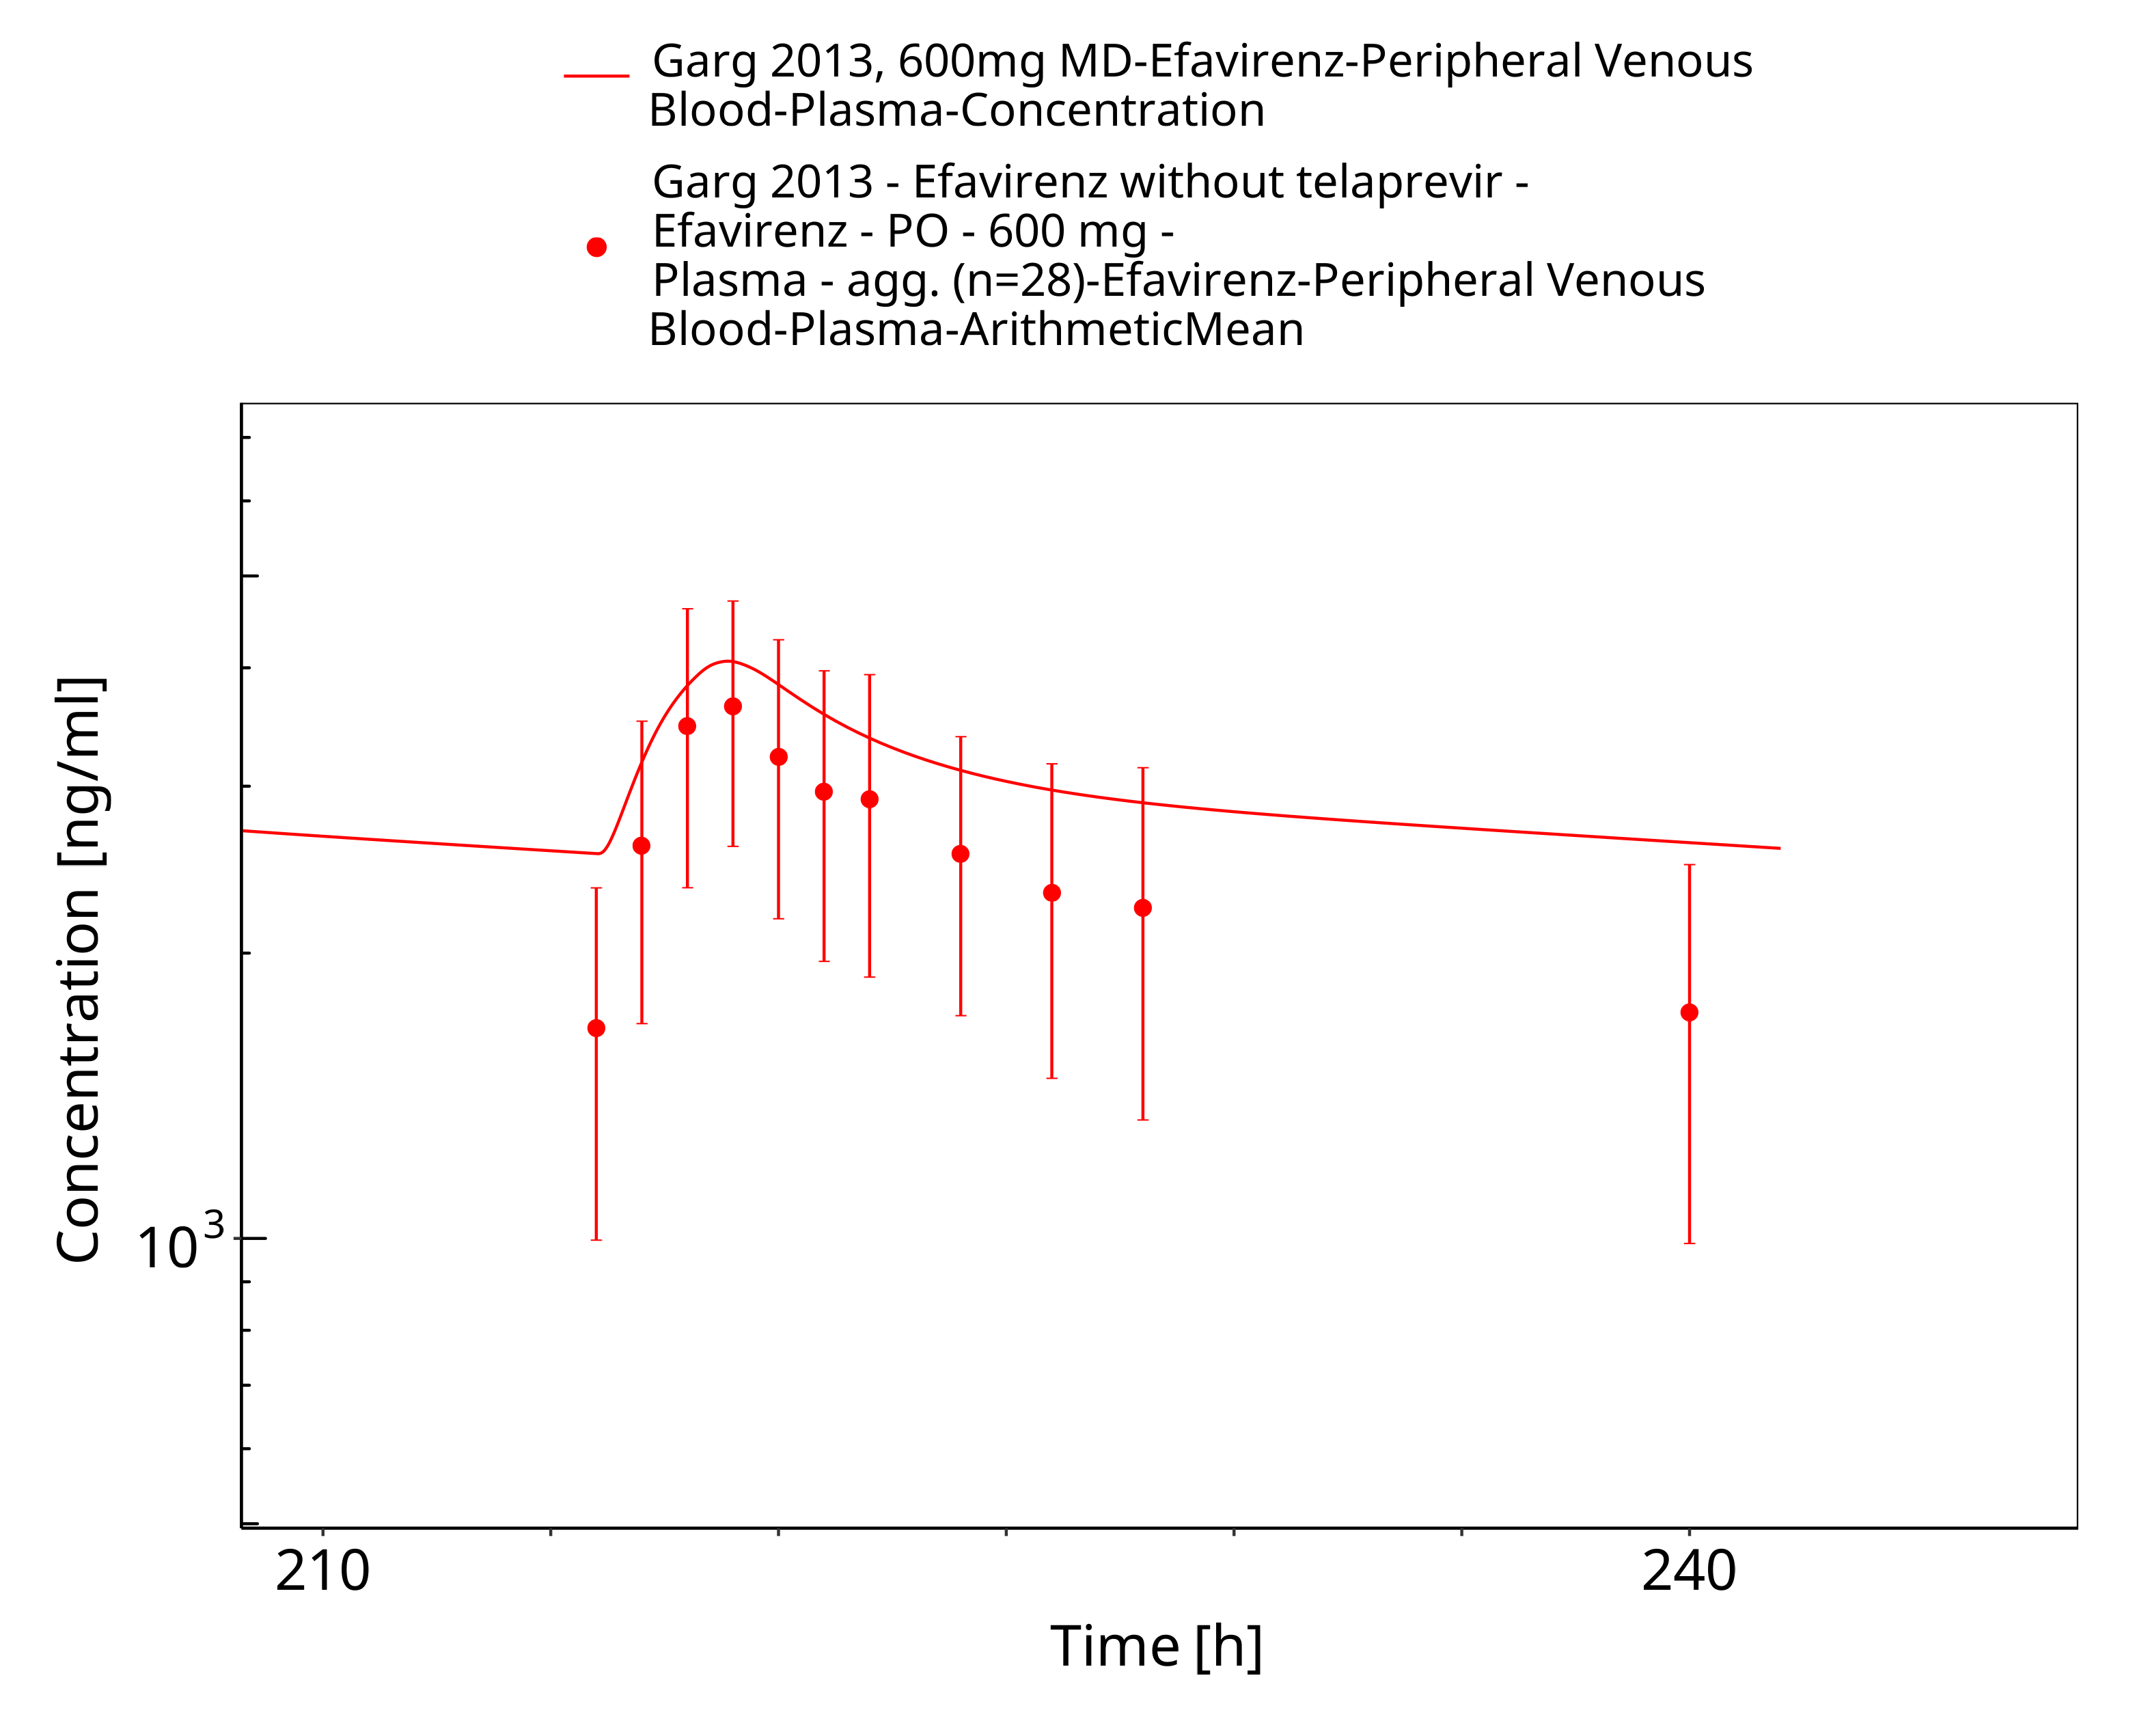 Garg 2013, 600mg MD-Efavirenz-Peripheral Venous
Blood-Plasma-Concentration
Garg 2013 - Efavirenz without telaprevir -
Efavirenz - PO - 600 mg -
Plasma - agg. (n=28)-Efavirenz-Peripheral Venous
Blood-Plasma-ArithmeticMean
Concentration [ng/ml]
10³
210
240
Time [h]